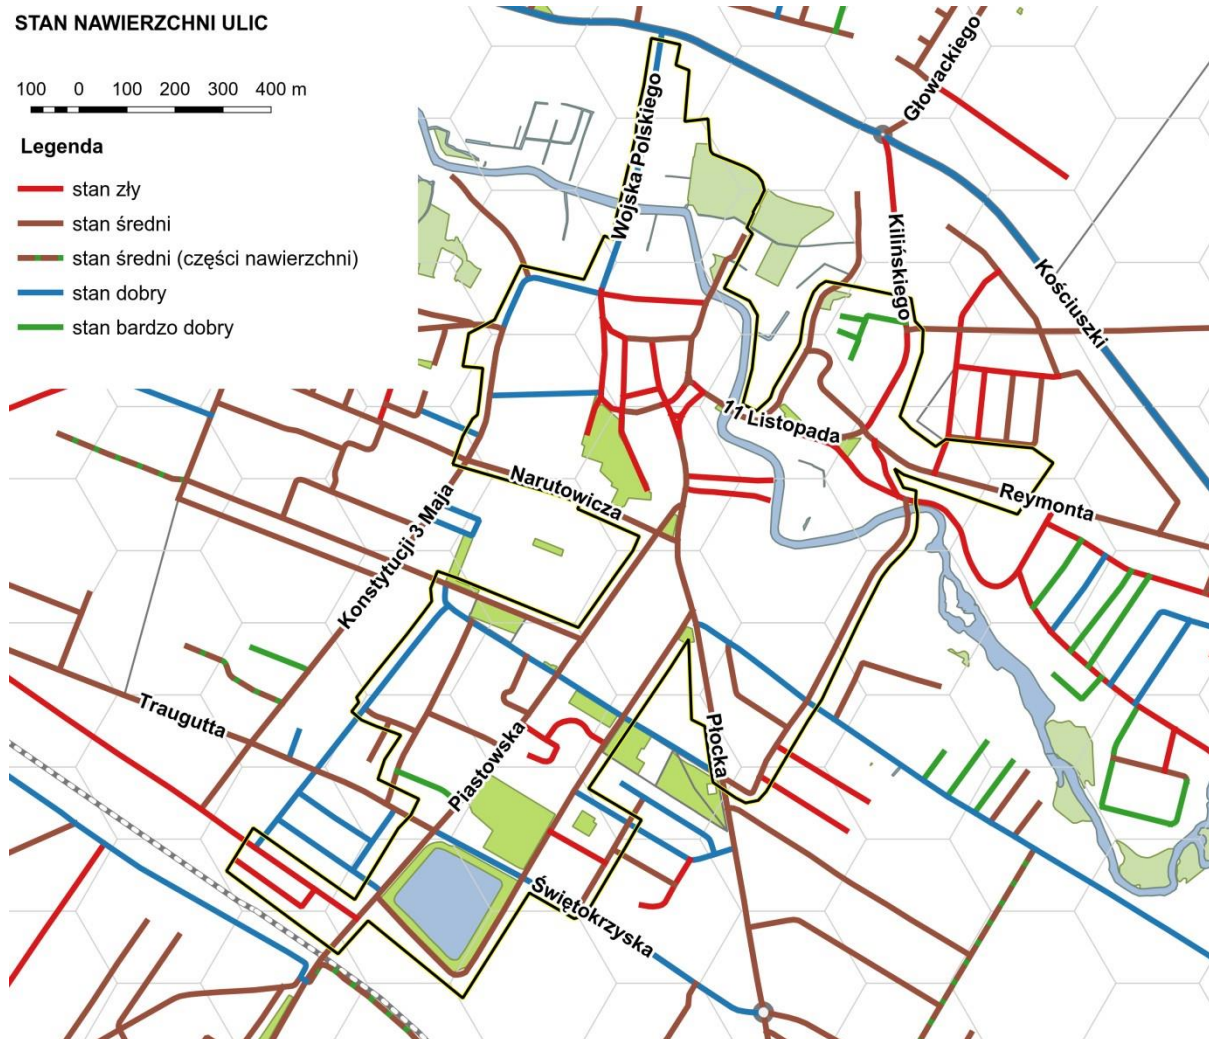 STAN NAWIERZCHNI ULIC
100 0 100 200 300 400 m
Legenda
stan zły
stan średni
stan średni (części nawierzchni)
stan dobry
stan bardzo dobry
Głowackiego
Wojska Polskiego
Kilińskiego
Kościuszki
11 Listopada
Narutowicza
Reymonta
Konstytucji 3 Maja
Traugutta
Piastowska
Płocka
Świętokrzyska